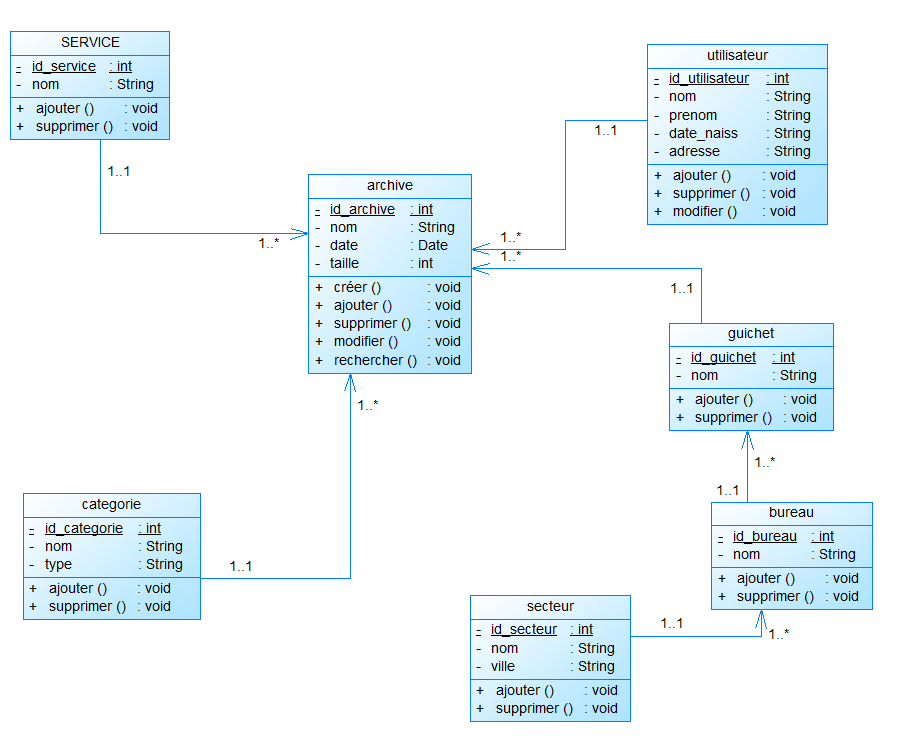 SERVICE
- id_service : int
- nom : String
+ ajouter () : void
+ supprimer () : void
1..1
1..*
utilisateur
- id_utilisateur : int
- nom : String
- prenom : String
- date_naiss : String
- adresse : String
+ ajouter () : void
+ supprimer () : void
+ modifier () : void
1..1
1..*
archive
- id_archive : int
- nom : String
- date : Date
- taille : int
+ créer () : void
+ ajouter () : void
+ supprimer () : void
+ modifier () : void
+ rechercher () : void
1..*
1..1
guichet
- id_guichet : int
- nom : String
+ ajouter () : void
+ supprimer () : void
1..*
1..1
1..*
categorie
- id_categorie : int
- nom : String
- type : String
+ ajouter () : void
+ supprimer () : void
1..1
bureau
- id_bureau : int
- nom : String
+ ajouter () : void
+ supprimer () : void
secteur
- id_secteur : int
- nom : String
- ville : String
+ ajouter () : void
+ supprimer () : void
1..1
1..*